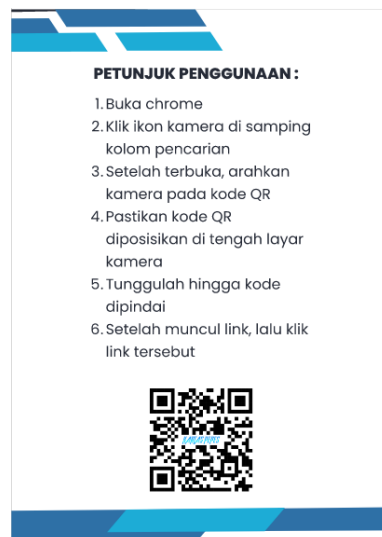 PETUNJUK PENGGUNAAN :
1. Buka chrome
2. Klik ikon kamera di samping
kolom pencarian
3. Setelah terbuka, arahkan
kamera pada kode QR
4. Pastikan kode QR
diposisikan di tengah layar
kamera
5. Tunggulah hingga kode
dipindai
6. Setelah muncul link, lalu klik
link tersebut